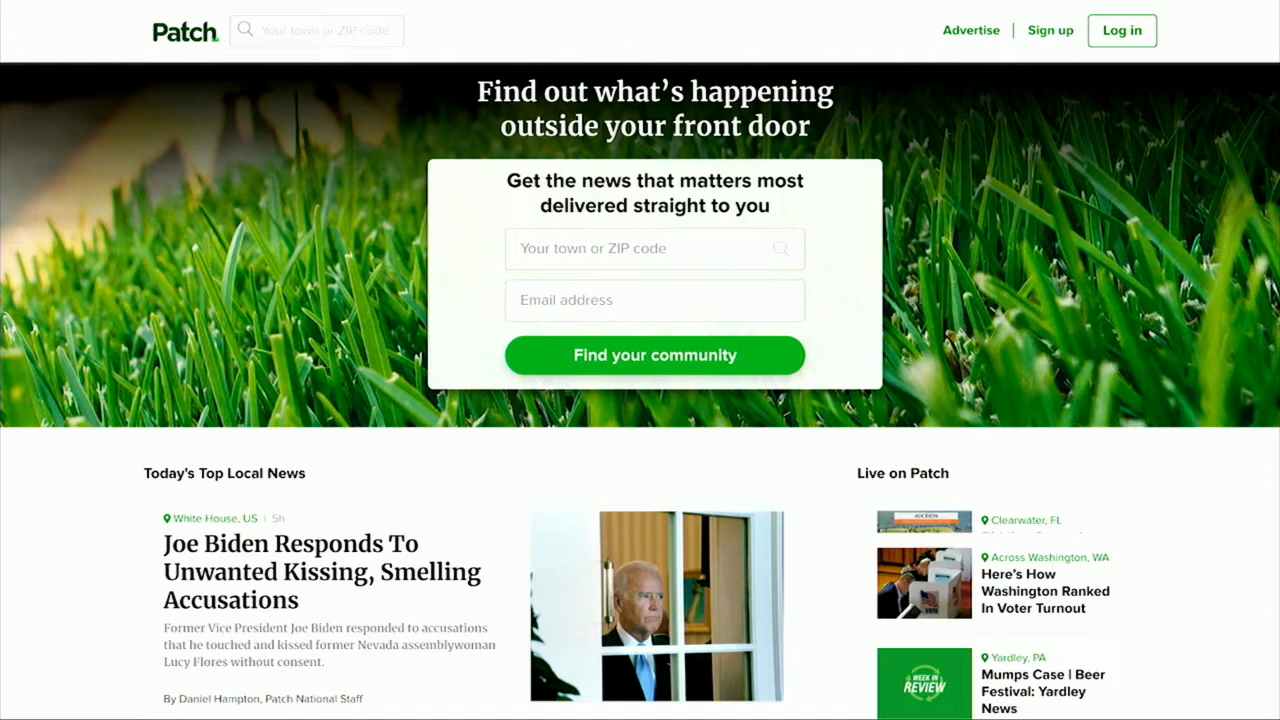 Patch
Your town or ZIP code
Advertise
Sign up
Log in
Find out what's happening
outside your front door
Get the news that matters most
delivered straight to you
Your town or ZIP code
Email address
Find your community
Today's Top Local News
White House, US | 5h
Joe Biden Responds To
Unwanted Kissing, Smelling
Accusations
Former Vice President Joe Biden responded to accusations
that he touched and kissed former Nevada assemblywoman
Lucy Flores without consent.
By Daniel Hampton, Patch National Staff
Live on Patch
Clearwater, FL
Across Washington, WA
Here's How
Washington Ranked
In Voter Turnout
VOTE
WEEK IN
REVIEW
Yardley, PA
Mumps Case | Beer
Festival: Yardley
News